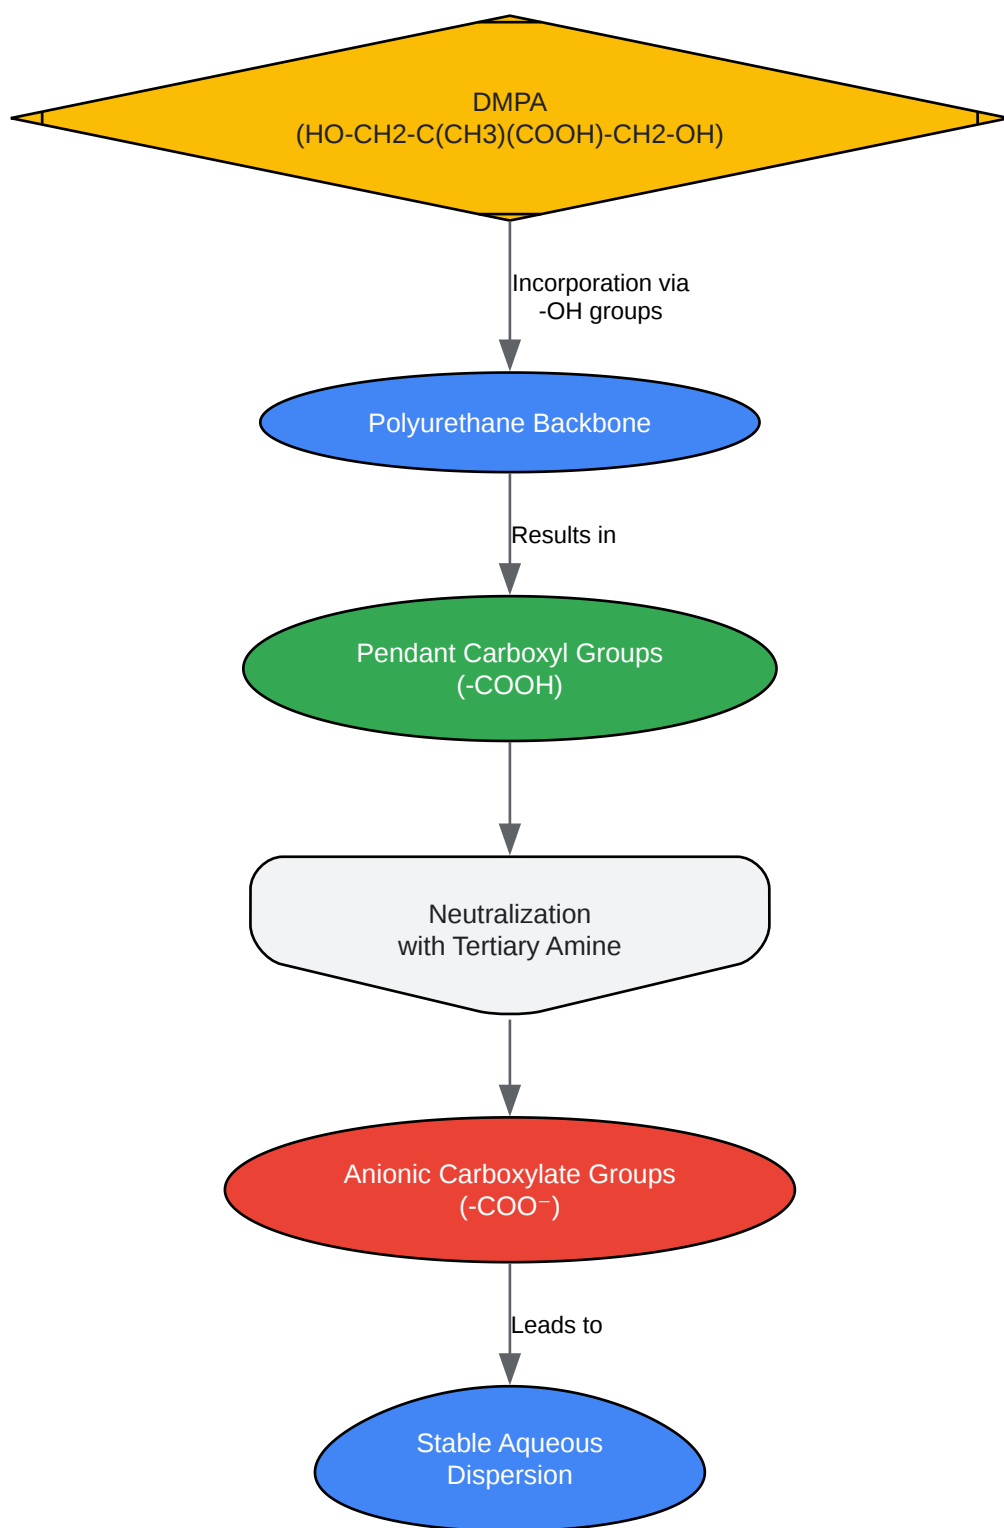 DMPA
(HO-CH2-C(CH3)(COOH)-CH2-OH)
Incorporation via
-OH groups
Polyurethane Backbone
Results in
Pendant Carboxyl Groups
(-COOH)
Neutralization
with Tertiary Amine
Anionic Carboxylate Groups
(-COO⁻)
Leads to
Stable Aqueous
Dispersion